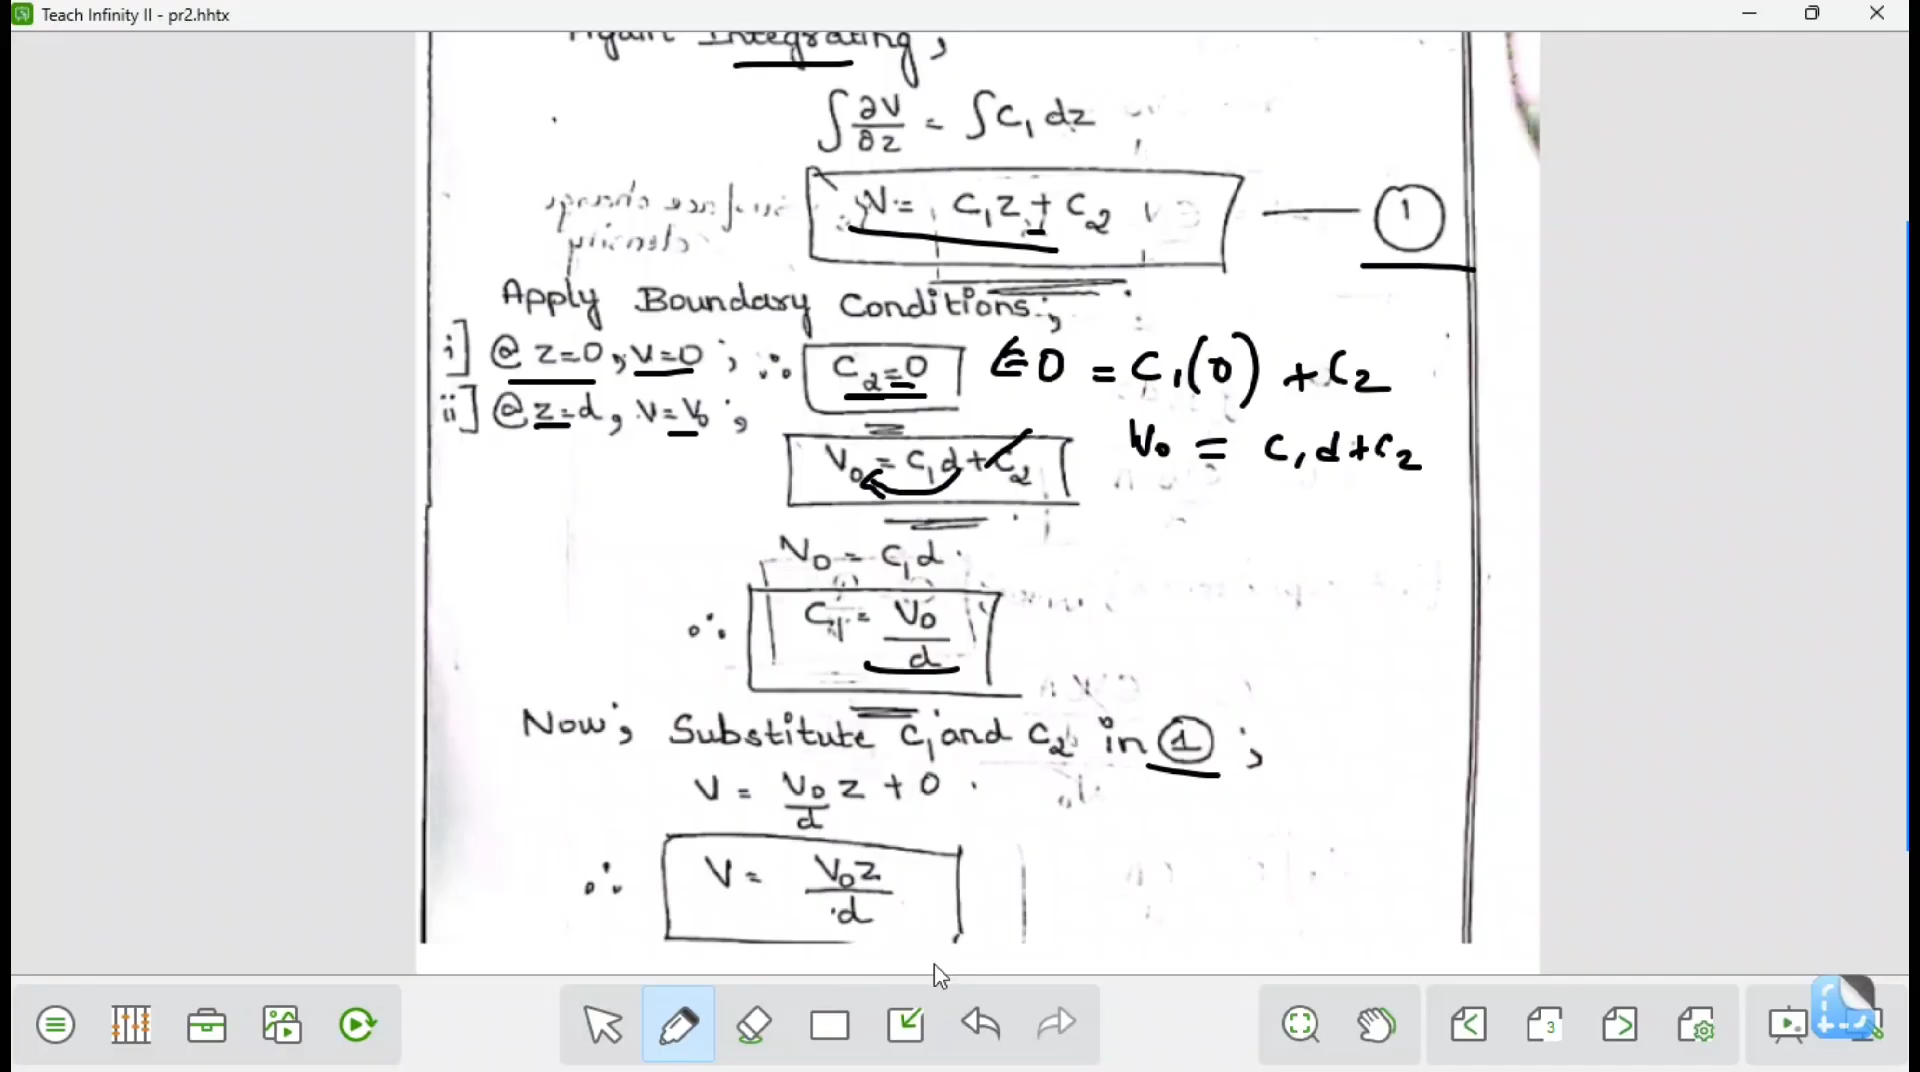 Teach Infinity II - pr2.hhtx
Again Integrating,
∫ ∂V/∂z = ∫ C₁ dz
V = C₁z + C₂ ——— 1
Apply Boundary Conditions;
i] @ z=0, V=0; ∴ C₂=0 0 = C₁(0) + C₂
ii] @ z=d, V=V₀;
V₀ = C₁d + C₂ V₀ = C₁d + C₂
V₀ = C₁d.
∴ C₁ = V₀/d
Now; Substitute C₁ and C₂ in 1;
V = V₀/d z + 0.
∴ V = V₀z/d
3